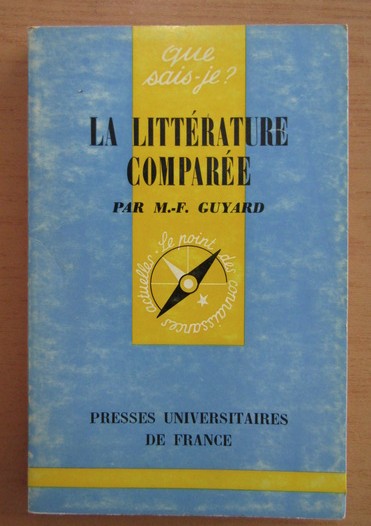 que
sais-je?
LA LITTÉRATURE
COMPARÉE
PAR M.-F. GUYARD
Le point des connaissances actuelles
PRESSES UNIVERSITAIRES
DE FRANCE